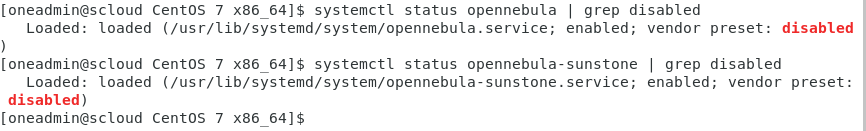 [oneadmin@scloud CentOS 7 x86_64]$ systemctl status opennebula | grep disabled
   Loaded: loaded (/usr/lib/systemd/system/opennebula.service; enabled; vendor preset: disabled
)
[oneadmin@scloud CentOS 7 x86_64]$ systemctl status opennebula-sunstone | grep disabled
   Loaded: loaded (/usr/lib/systemd/system/opennebula-sunstone.service; enabled; vendor preset:
 disabled)
[oneadmin@scloud CentOS 7 x86_64]$